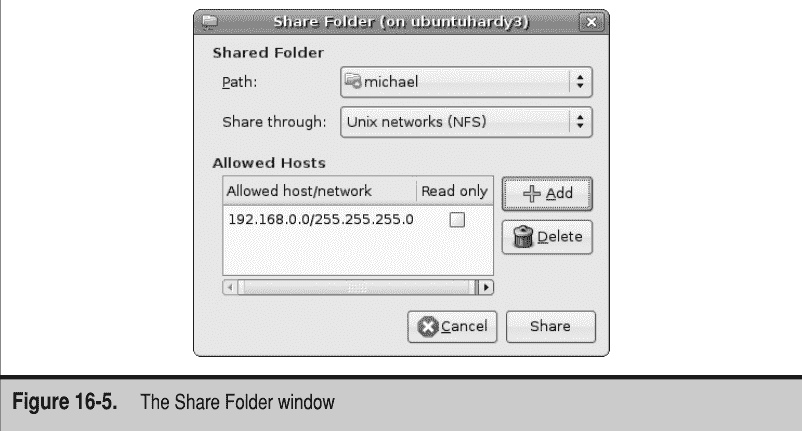 Share Folder (on ubuntuhardy3)
Shared Folder
Path: michael
Share through: Unix networks (NFS)
Allowed Hosts
Allowed host/network Read only
192.168.0.0/255.255.255.0
Add
Delete
Cancel Share
Figure 16-5. The Share Folder window